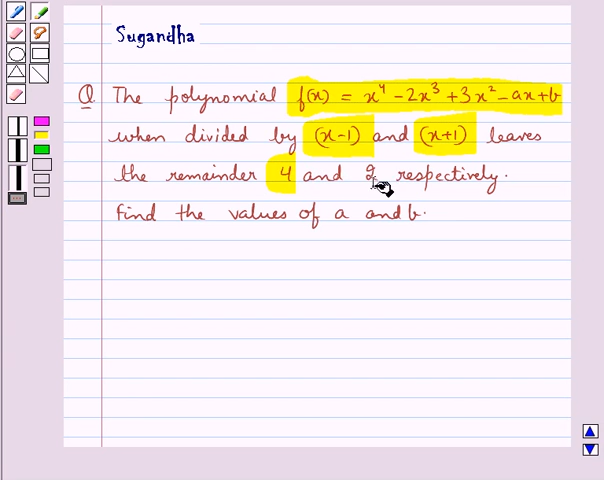 Sugandha
Q The polynomial f(x) = x⁴ - 2x³ + 3x² - ax + b
when divided by (x-1) and (x+1) leaves
the remainder 4 and 2 respectively.
Find the values of a and b.